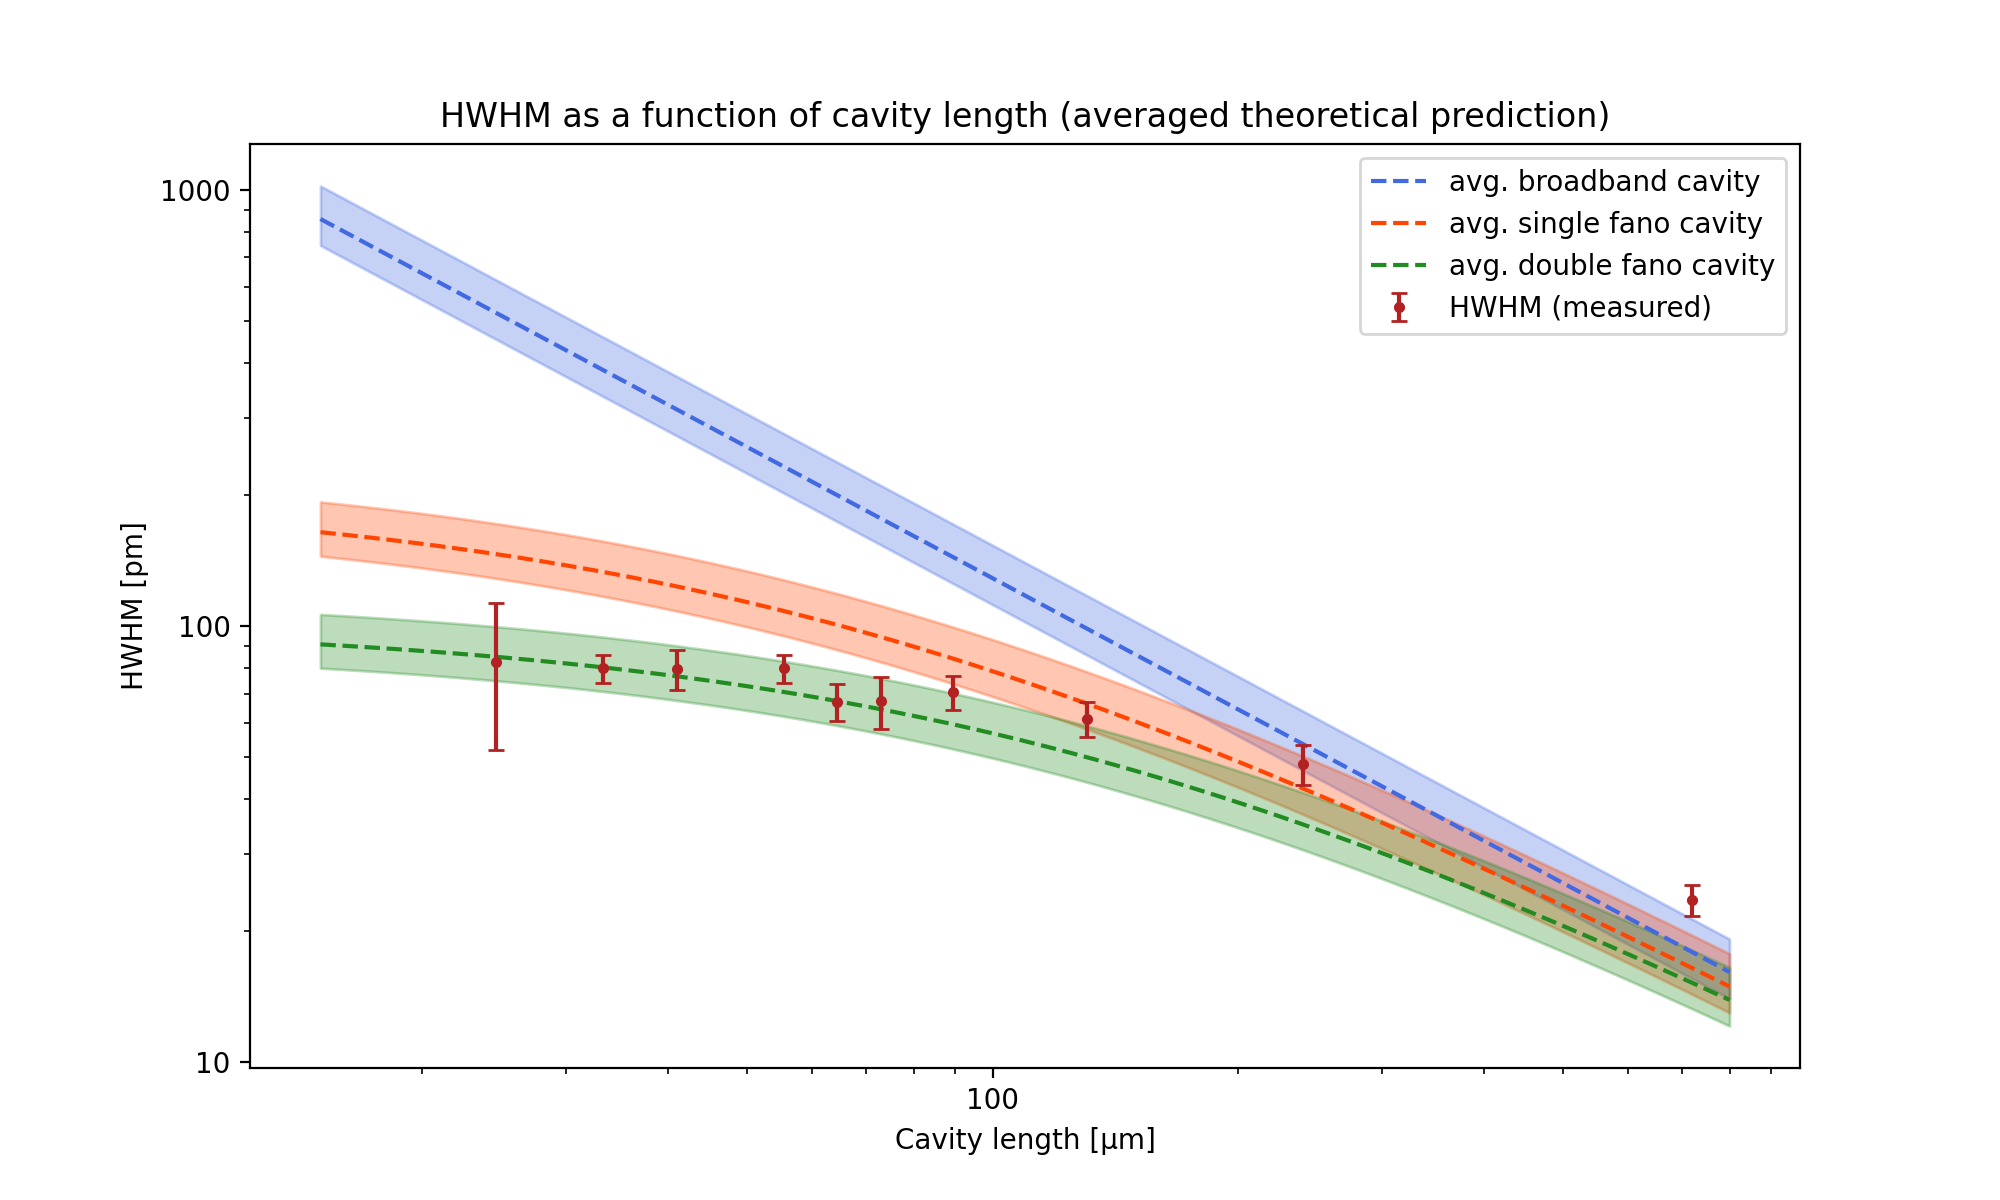 HWHM as a function of cavity length (averaged theoretical prediction)
avg. broadband cavity
avg. single fano cavity
avg. double fano cavity
HWHM (measured)
HWHM [pm]
1000
100
10
100
Cavity length [μm]